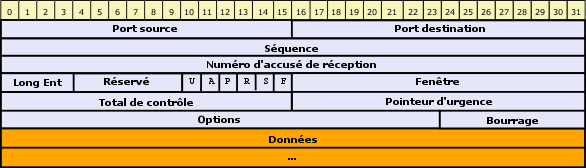 0 1 2 3 4 5 6 7 8 9 10 11 12 13 14 15 16 17 18 19 20 21 22 23 24 25 26 27 28 29 30 31
Port source Port destination
Séquence
Numéro d'accusé de réception
Long Ent Réservé U A P R S F Fenêtre
Total de contrôle Pointeur d'urgence
Options Bourrage
Données
...